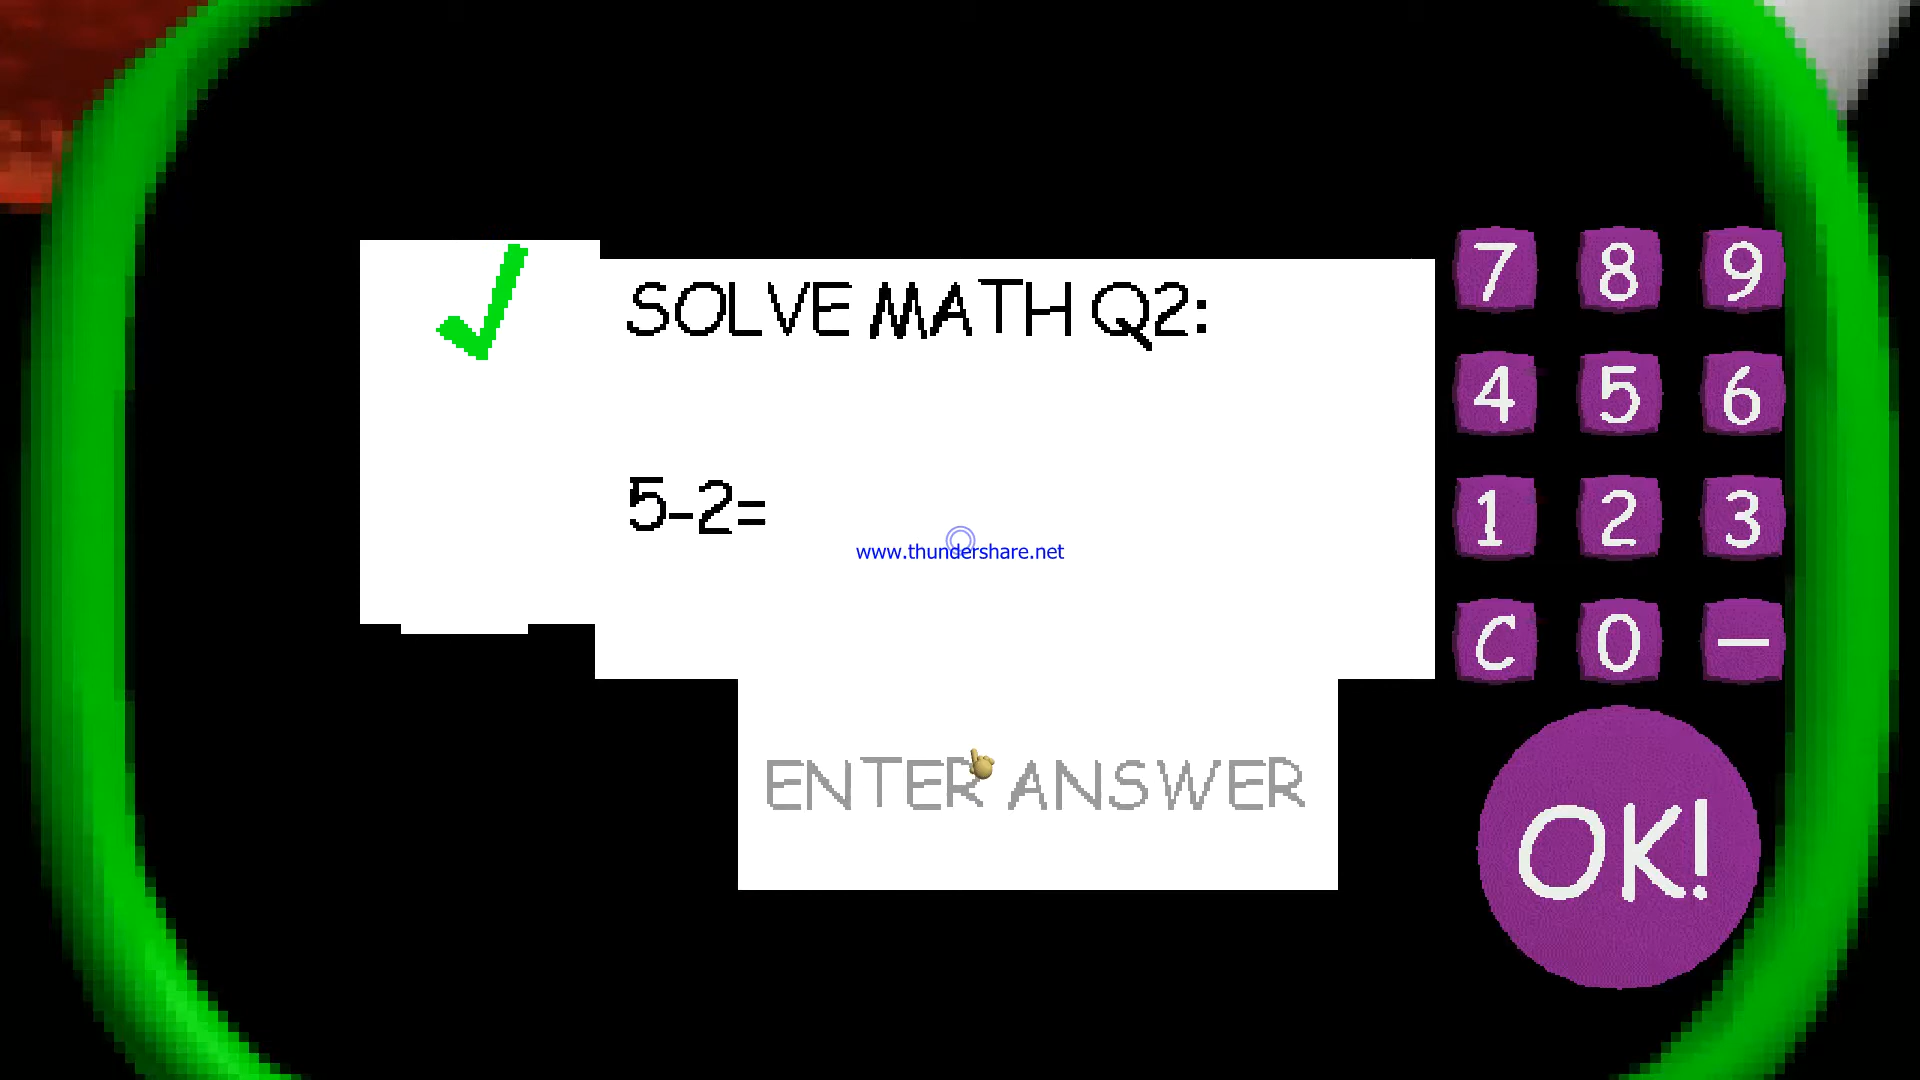 SOLVE MATH Q2:
5-2=
www.thundershare.net
ENTER ANSWER
7 8 9
4 5 6
1 2 3
C 0 –
OK!